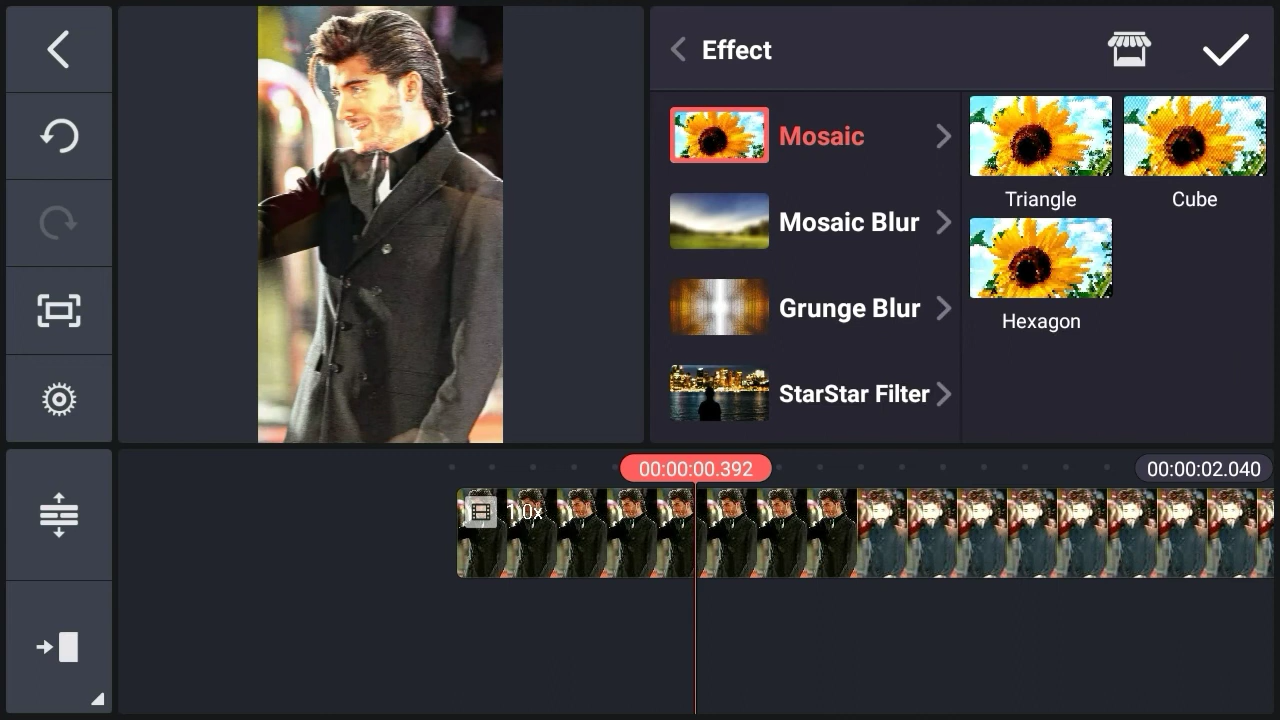 Effect
Mosaic
Mosaic Blur
Grunge Blur
StarStar Filter
Triangle
Cube
Hexagon
00:00:00.392
00:00:02.040
1.0x